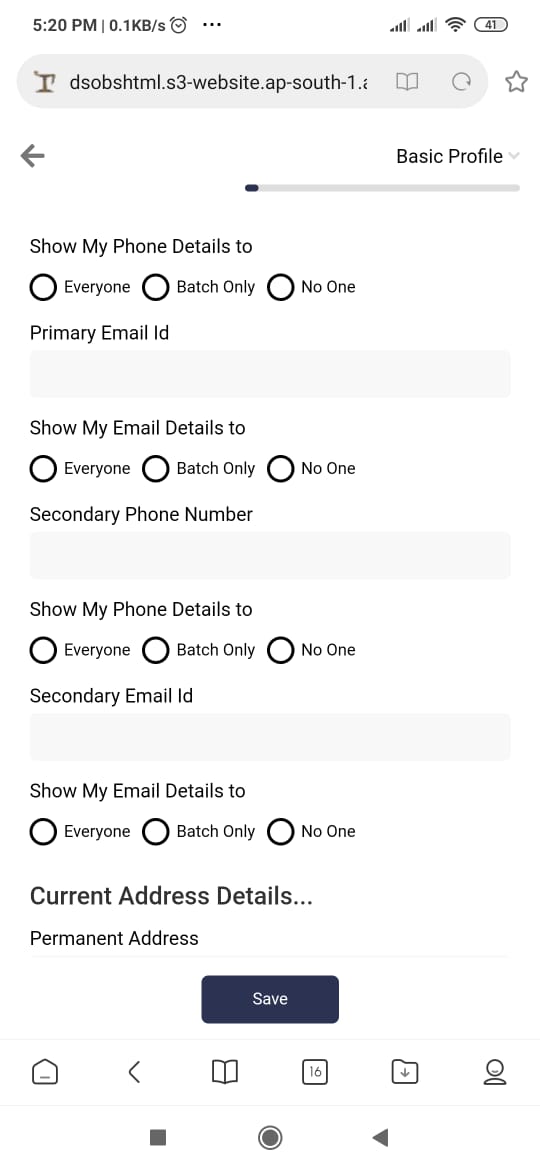 5:20 PM | 0.1KB/s ...
41
dsobshtml.s3-website.ap-south-1.
Basic Profile
Show My Phone Details to
Everyone Batch Only No One
Primary Email Id
Show My Email Details to
Everyone Batch Only No One
Secondary Phone Number
Show My Phone Details to
Everyone Batch Only No One
Secondary Email Id
Show My Email Details to
Everyone Batch Only No One
Current Address Details...
Permanent Address
Save
16